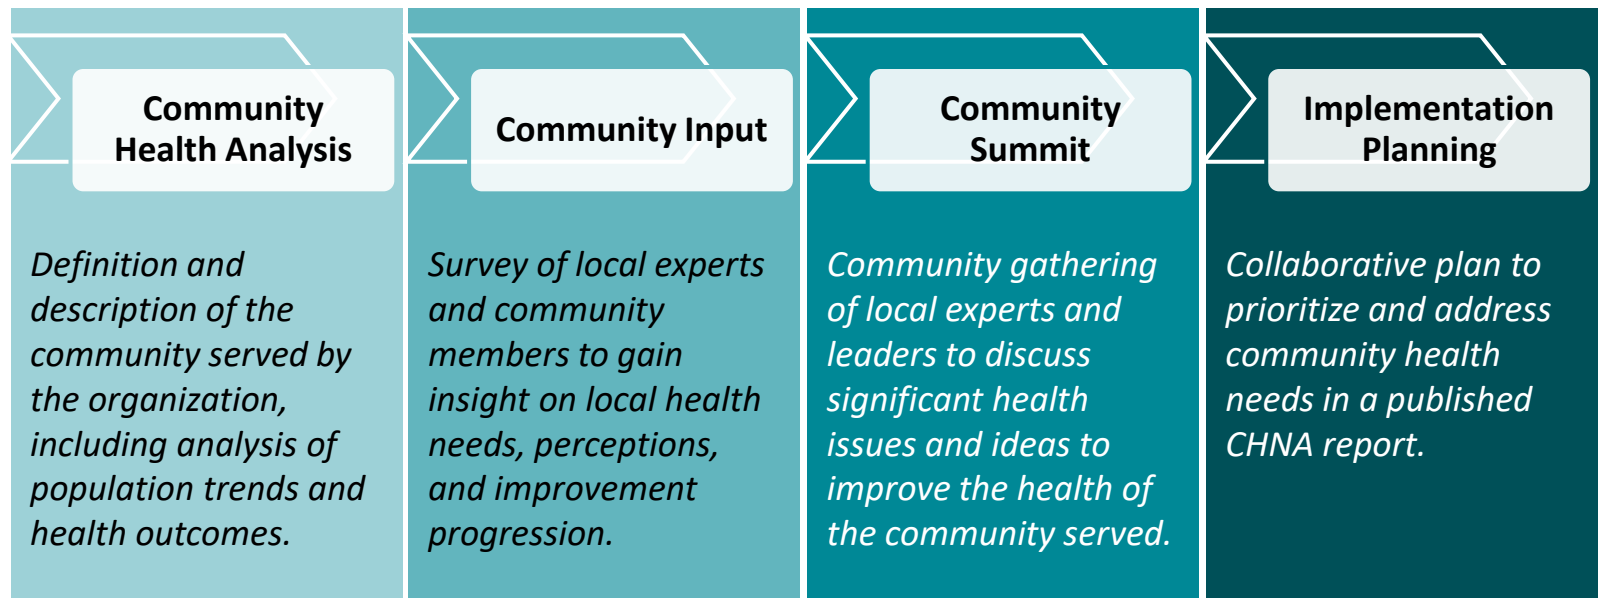 Community
Health Analysis
Definition and
description of the
community served by
the organization,
including analysis of
population trends and
health outcomes.
Community Input
Survey of local experts
and community
members to gain
insight on local health
needs, perceptions,
and improvement
progression.
Community
Summit
Community gathering
of local experts and
leaders to discuss
significant health
issues and ideas to
improve the health of
the community served.
Implementation
Planning
Collaborative plan to
prioritize and address
community health
needs in a published
CHNA report.